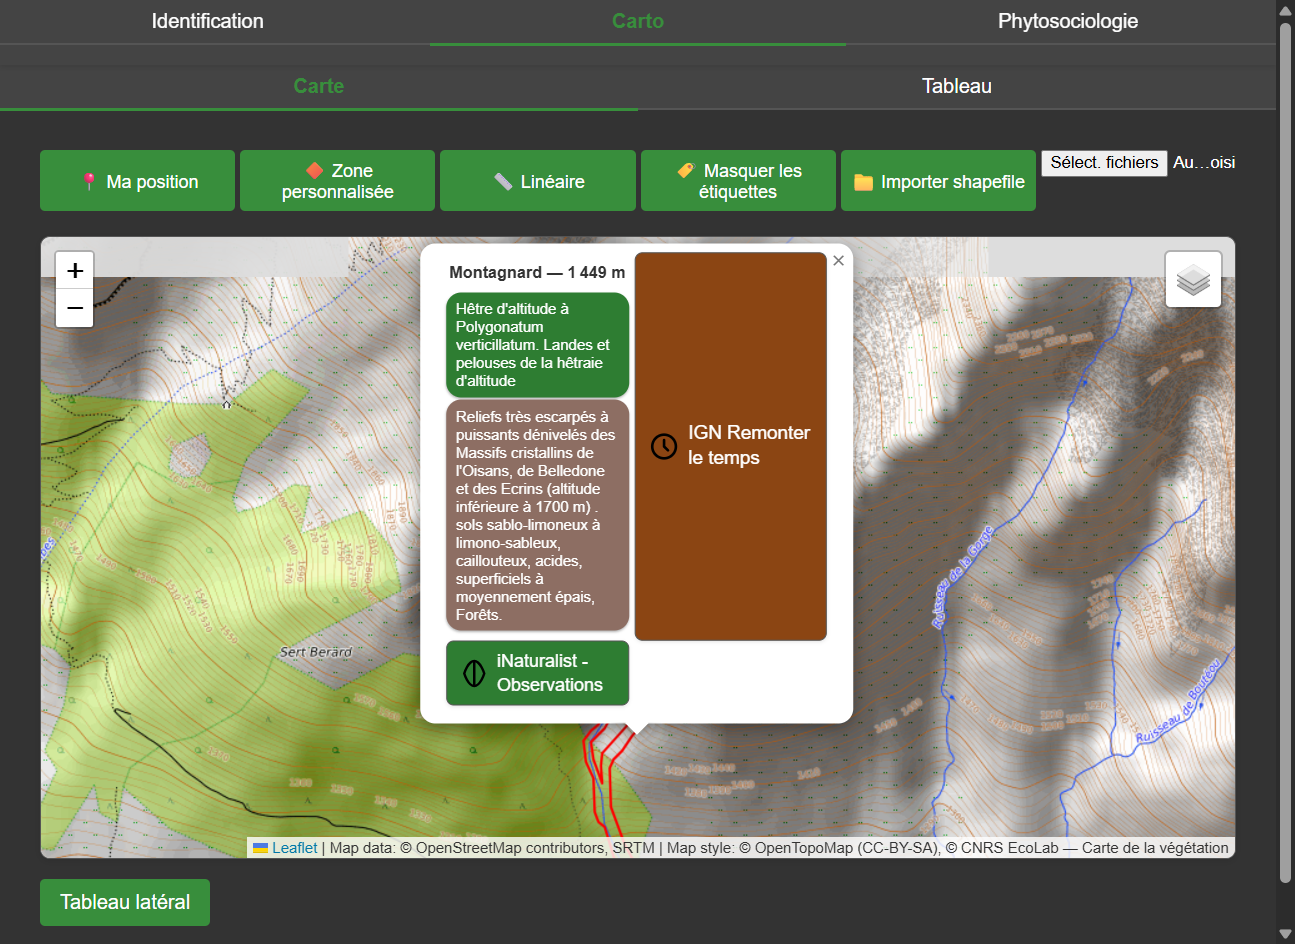 Identification
Carto
Phytosociologie
Carte
Tableau
Ma position
Zone
personnalisée
Linéaire
Masquer les
étiquettes
Importer shapefile
Sélect. fichiers Au…oisi
+
−
×
Montagnard — 1 449 m
Hêtre d'altitude à
Polygonatum
verticillatum. Landes et
pelouses de la hêtraie
d'altitude
Reliefs très escarpés à
puissants dénivelés des
Massifs cristallins de
l'Oisans, de Belledone
et des Ecrins (altitude
inférieure à 1700 m) .
sols sablo-limoneux à
limono-sableux,
caillouteux, acides,
superficiels à
moyennement épais,
Forêts.
IGN Remonter
le temps
iNaturalist -
Observations
Sert Berard
Ruisseau de la Gorge
Ruisseau de Bouréou
Leaflet | Map data: © OpenStreetMap contributors, SRTM | Map style: © OpenTopoMap (CC-BY-SA), © CNRS EcoLab — Carte de la végétation
Tableau latéral